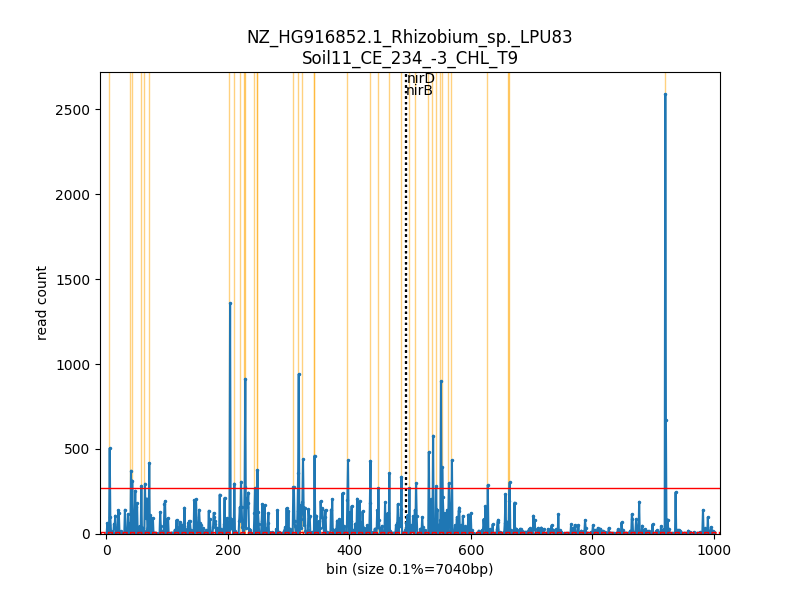 NZ_HG916852.1_Rhizobium_sp._LPU83
Soil11_CE_234_-3_CHL_T9
nirD
nirB
2500
2000
1500
1000
500
0
read count
0 200 400 600 800 1000
bin (size 0.1%=7040bp)